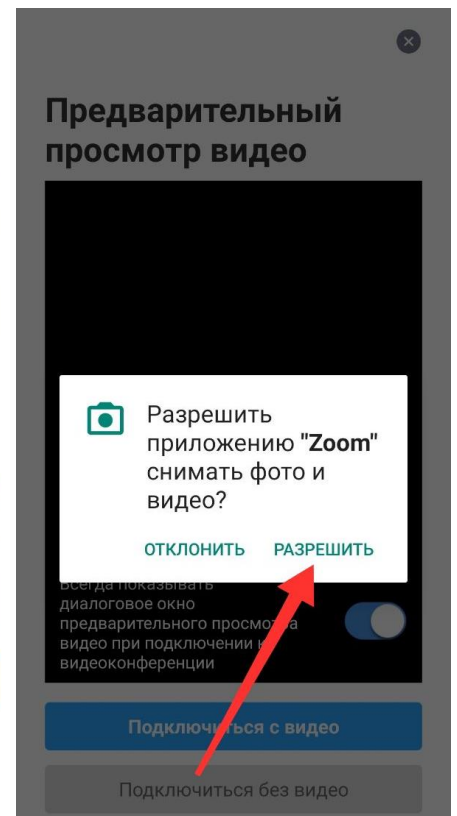 Предварительный
просмотр видео
Разрешить
приложению "Zoom"
снимать фото и
видео?
ОТКЛОНИТЬ РАЗРЕШИТЬ
Всегда показывать
диалоговое окно
предварительного просмотра
видео при подключении к
видеоконференции
Подключиться с видео
Подключиться без видео